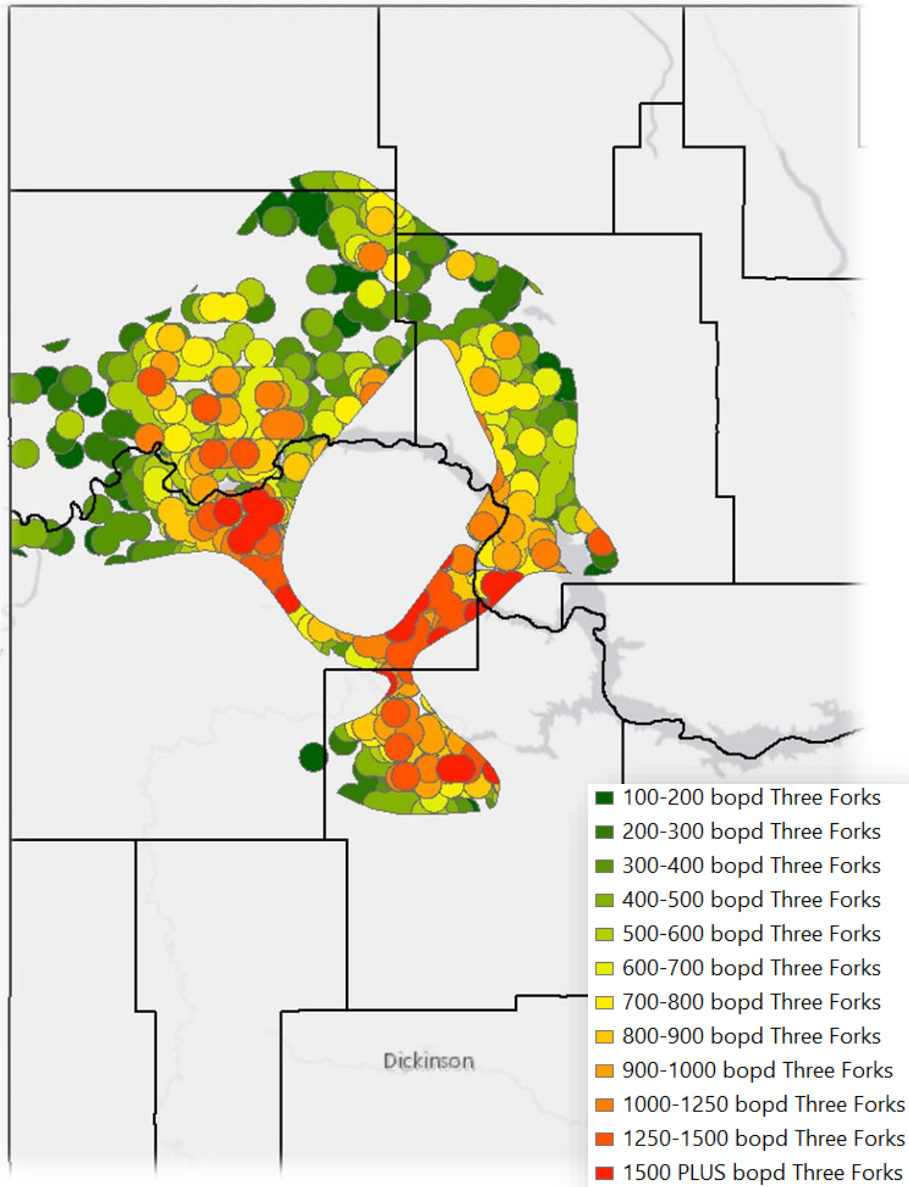 Dickinson
100-200 bopd Three Forks
200-300 bopd Three Forks
300-400 bopd Three Forks
400-500 bopd Three Forks
500-600 bopd Three Forks
600-700 bopd Three Forks
700-800 bopd Three Forks
800-900 bopd Three Forks
900-1000 bopd Three Forks
1000-1250 bopd Three Forks
1250-1500 bopd Three Forks
1500 PLUS bopd Three Forks